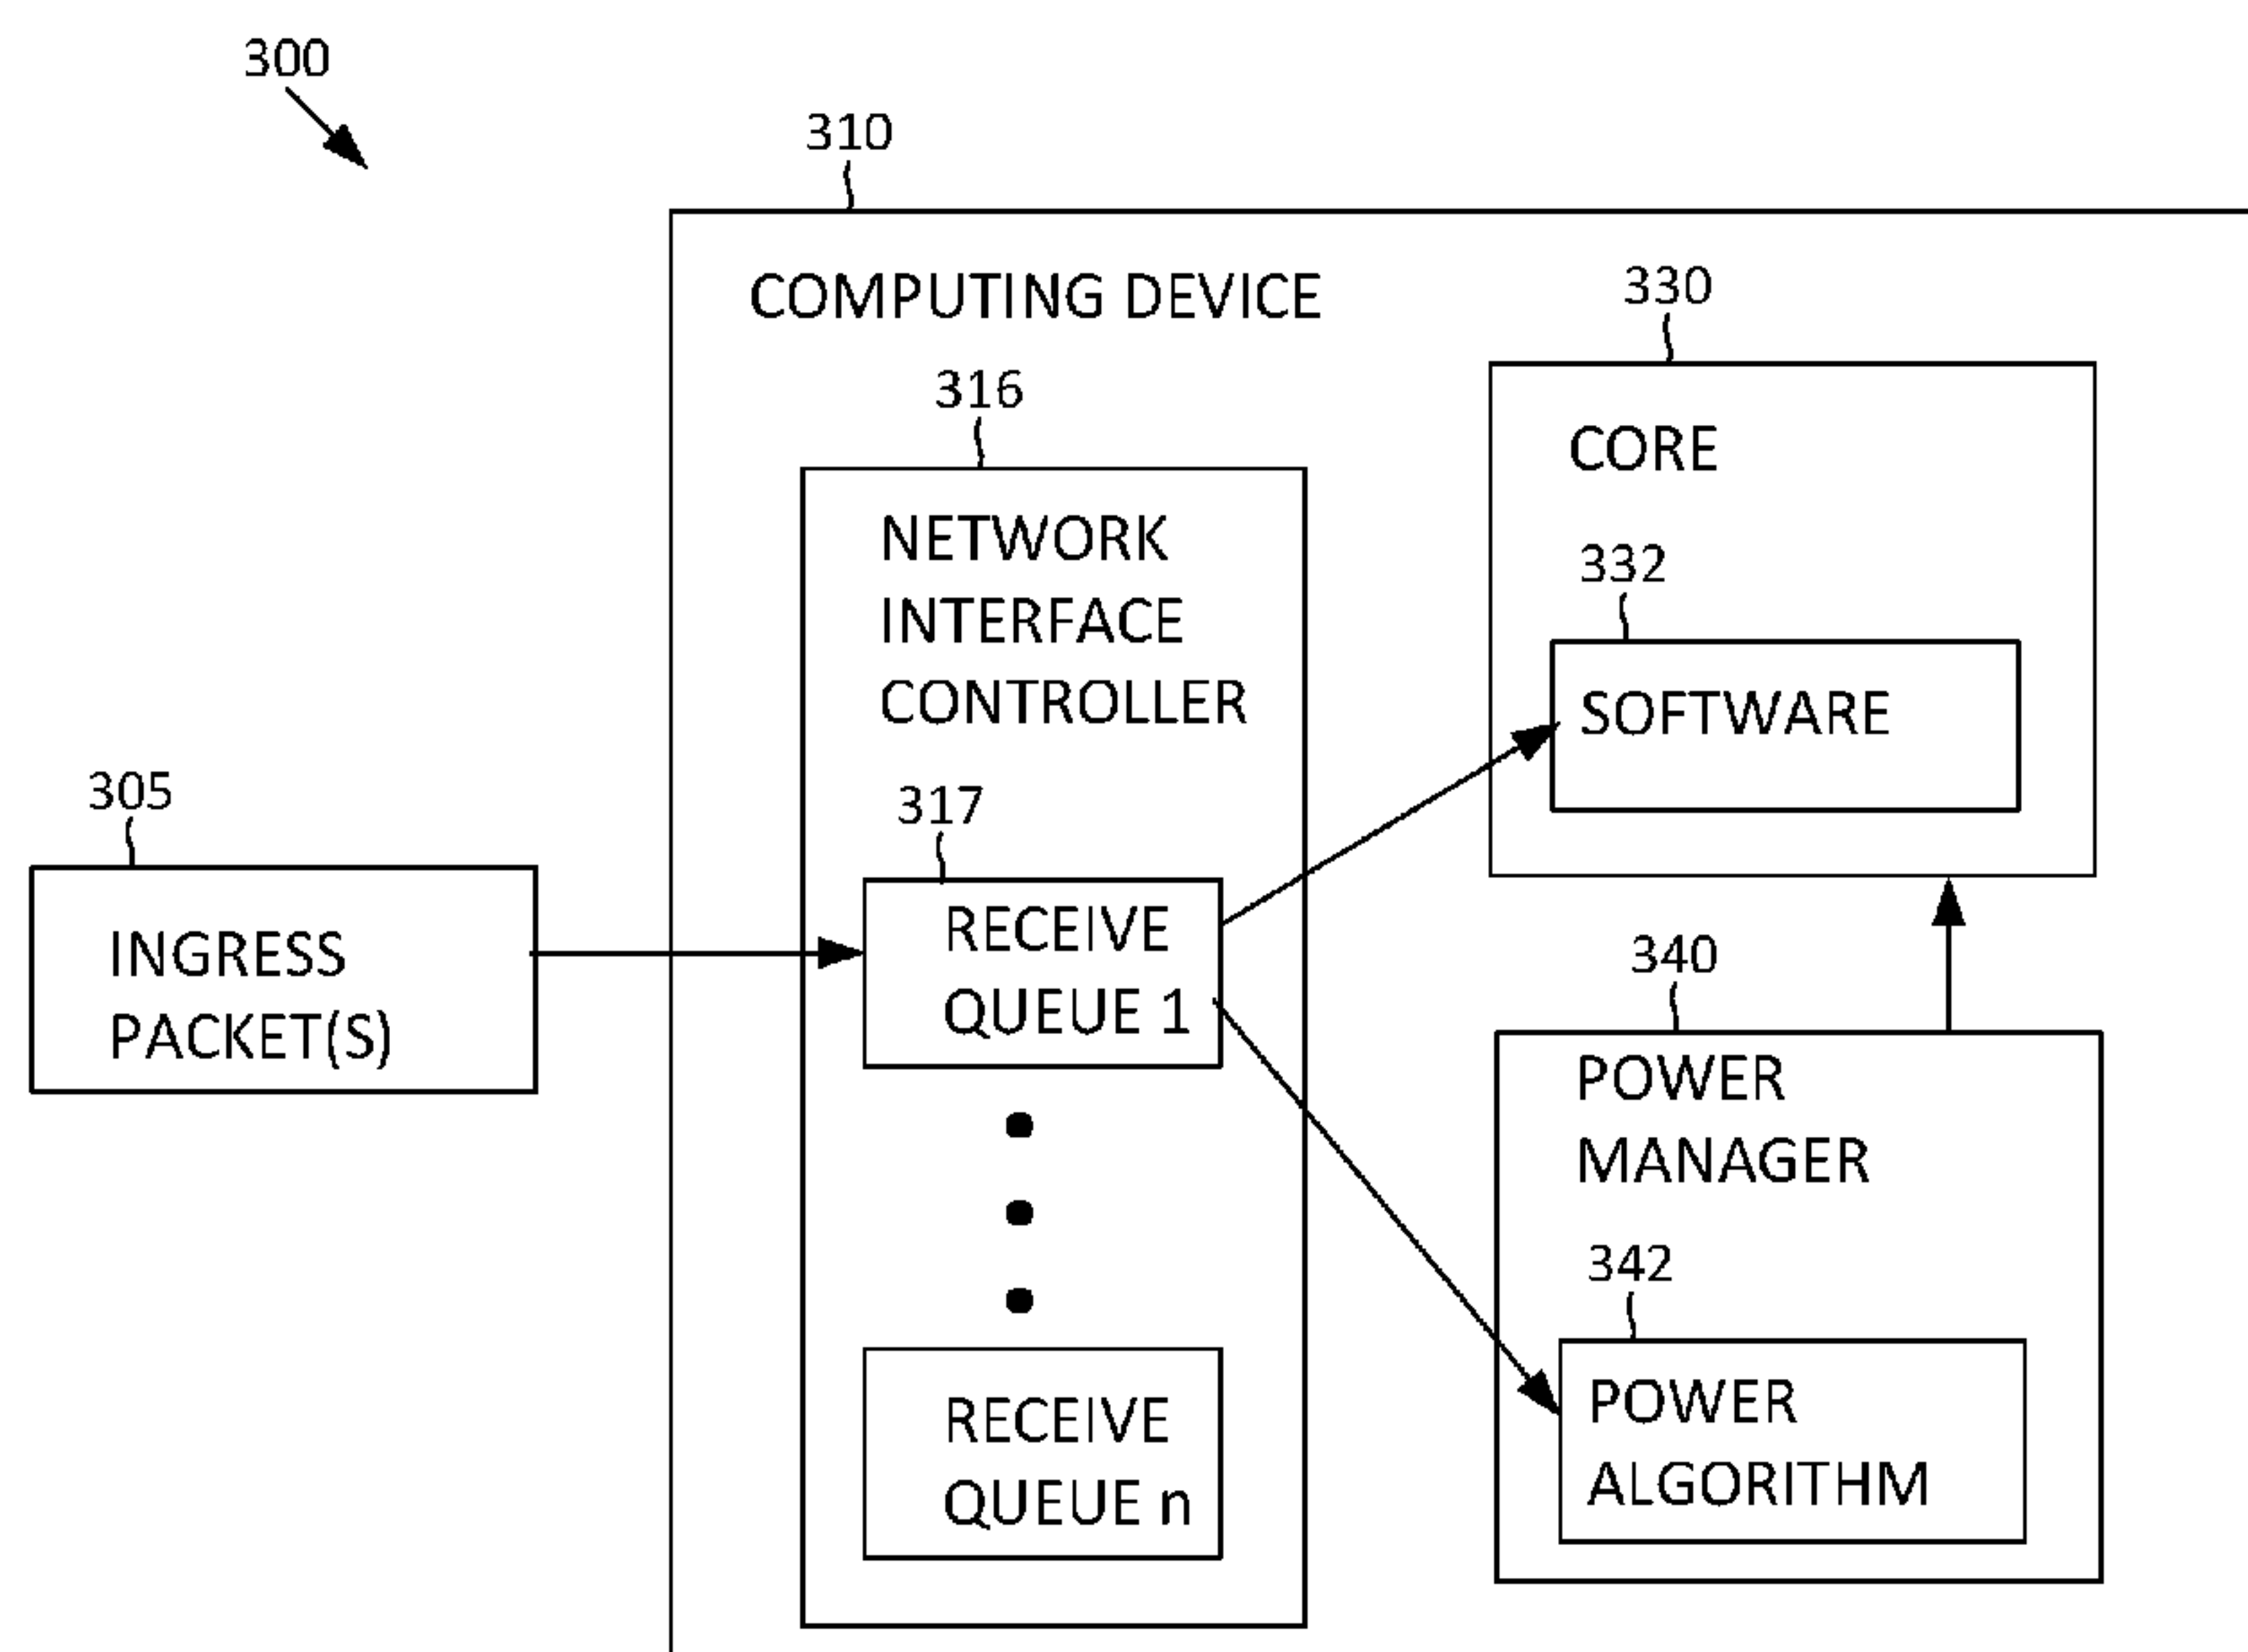 300
310
COMPUTING DEVICE
330
316
CORE
NETWORK
INTERFACE
CONTROLLER
332
SOFTWARE
305
317
INGRESS
PACKET(S)
RECEIVE
QUEUE 1
340
POWER
MANAGER
342
RECEIVE
QUEUE n
POWER
ALGORITHM